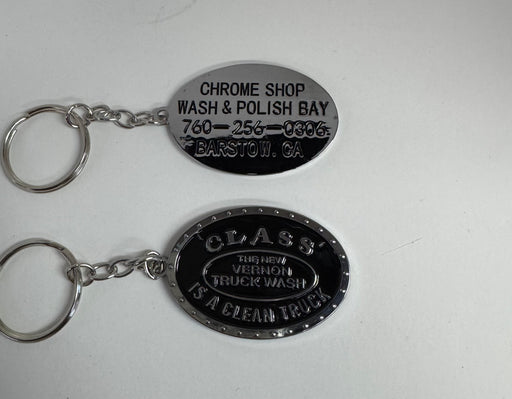 CHROME SHOP
WASH & POLISH BAY
760-256-0306
BARSTOW. CA
CLASS
THE NEW
VERNON
TRUCK WASH
IS A CLEAN TRUCK